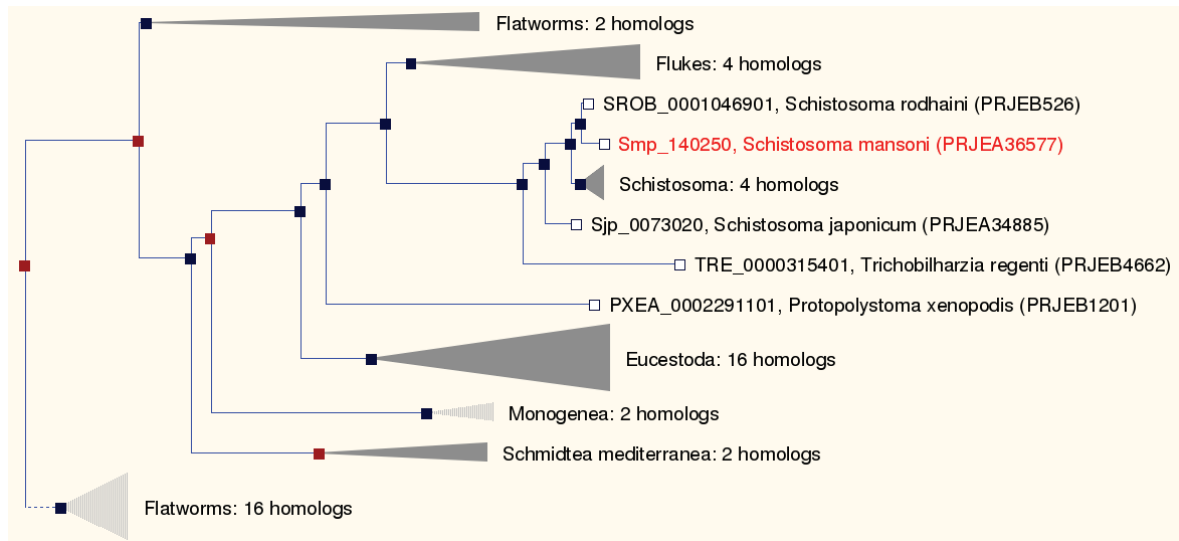 Flatworms: 2 homologs
Flukes: 4 homologs
SROB_0001046901, Schistosoma rodhaini (PRJEB526)
Smp_140250, Schistosoma mansoni (PRJEA36577)
Schistosoma: 4 homologs
Sjp_0073020, Schistosoma japonicum (PRJEA34885)
TRE_0000315401, Trichobilharzia regenti (PRJEB4662)
PXEA_0002291101, Protopolystoma xenopodis (PRJEB1201)
Eucestoda: 16 homologs
Monogenea: 2 homologs
Schmidtea mediterranea: 2 homologs
Flatworms: 16 homologs